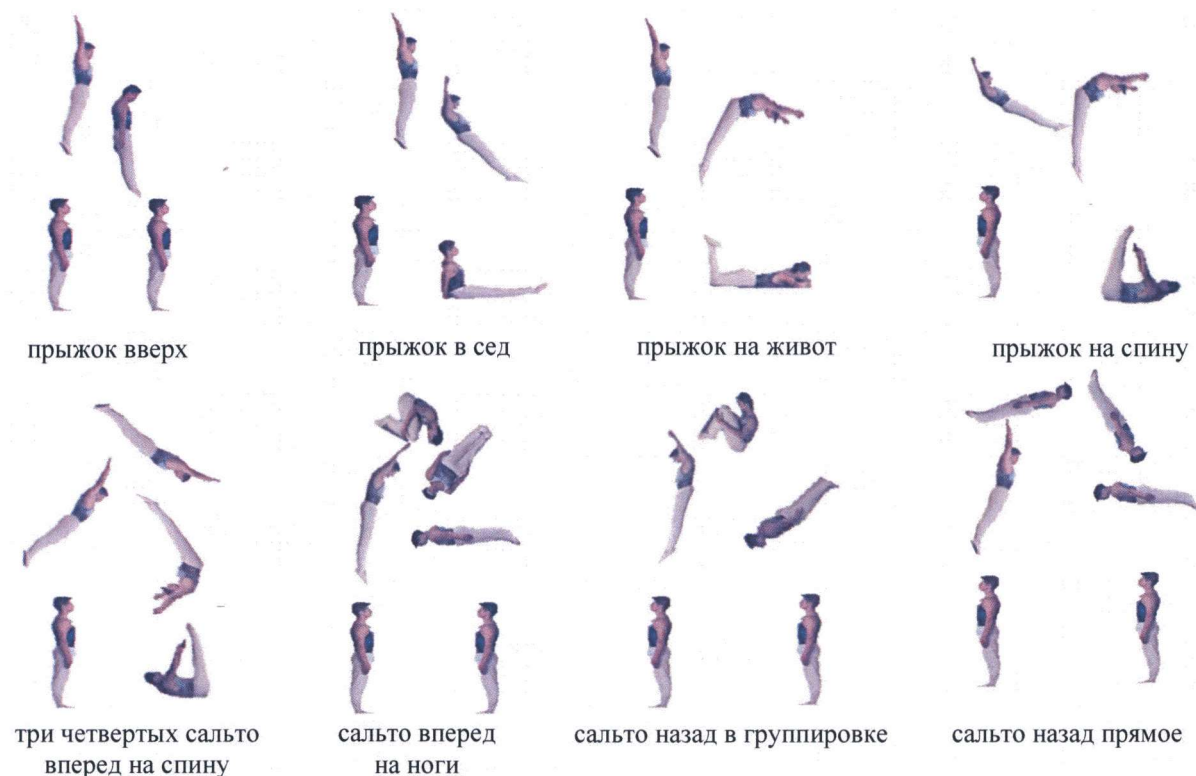 прыжок вверх
прыжок в сед
прыжок на живот
прыжок на спину
три четвертых сальто
вперед на спину
сальто вперед
на ноги
сальто назад в группировке
сальто назад прямое